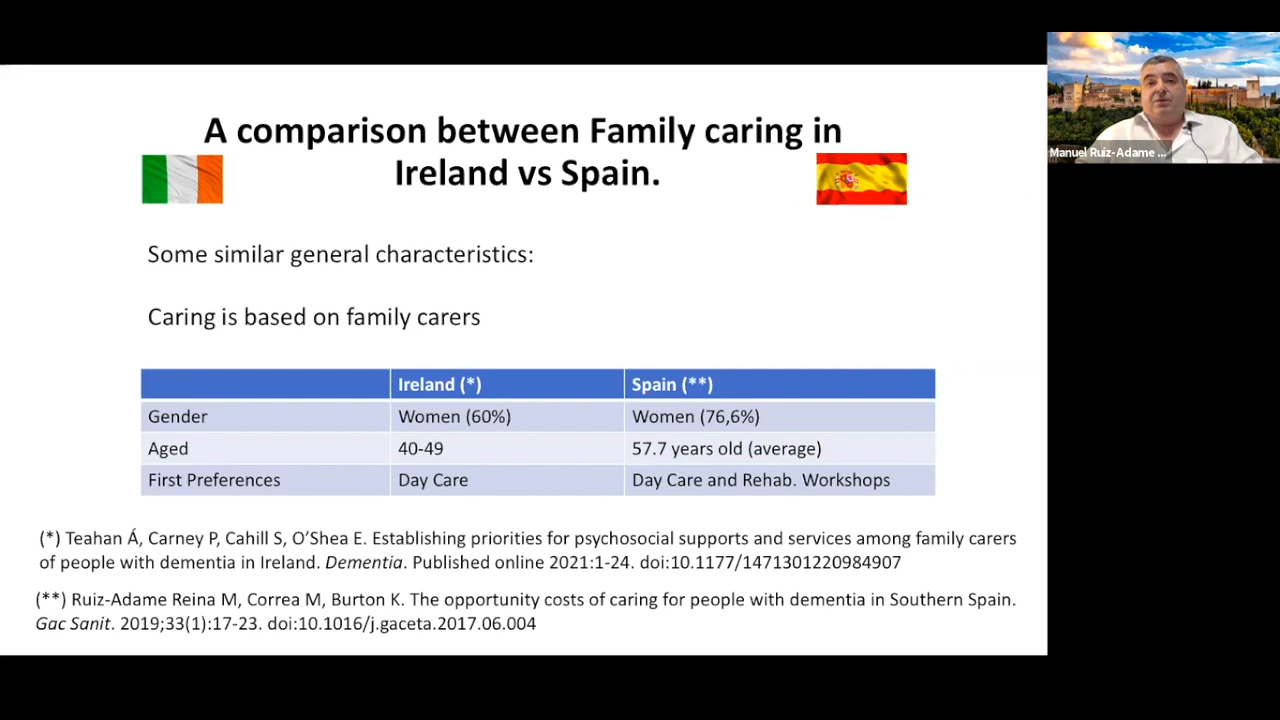 A comparison between Family caring in
Ireland vs Spain.
Manuel Ruiz-Adame ...
Some similar general characteristics:
Caring is based on family carers
Ireland (*) Spain (**)
Gender Women (60%) Women (76,6%)
Aged 40-49 57.7 years old (average)
First Preferences Day Care Day Care and Rehab. Workshops
(*) Teahan Á, Carney P, Cahill S, O’Shea E. Establishing priorities for psychosocial supports and services among family carers
of people with dementia in Ireland. Dementia. Published online 2021:1-24. doi:10.1177/1471301220984907
(**) Ruiz-Adame Reina M, Correa M, Burton K. The opportunity costs of caring for people with dementia in Southern Spain.
Gac Sanit. 2019;33(1):17-23. doi:10.1016/j.gaceta.2017.06.004